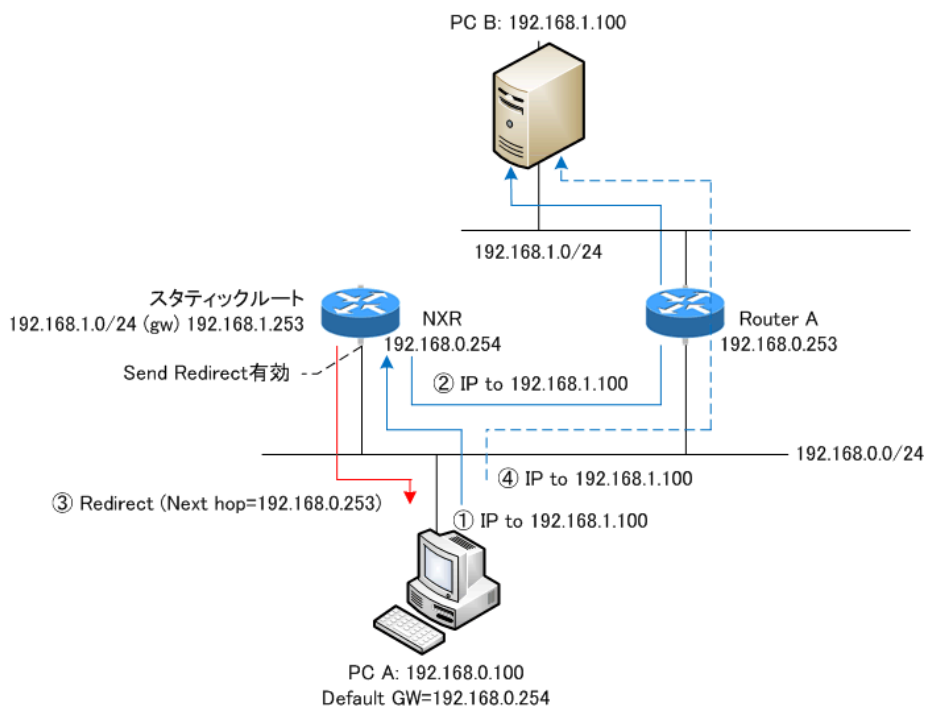 PC B: 192.168.1.100
192.168.1.0/24
スタティックルート
192.168.1.0/24 (gw) 192.168.1.253
NXR
192.168.0.254
Router A
192.168.0.253
Send Redirect有効
② IP to 192.168.1.100
192.168.0.0/24
③ Redirect (Next hop=192.168.0.253)
④ IP to 192.168.1.100
① IP to 192.168.1.100
PC A: 192.168.0.100
Default GW=192.168.0.254